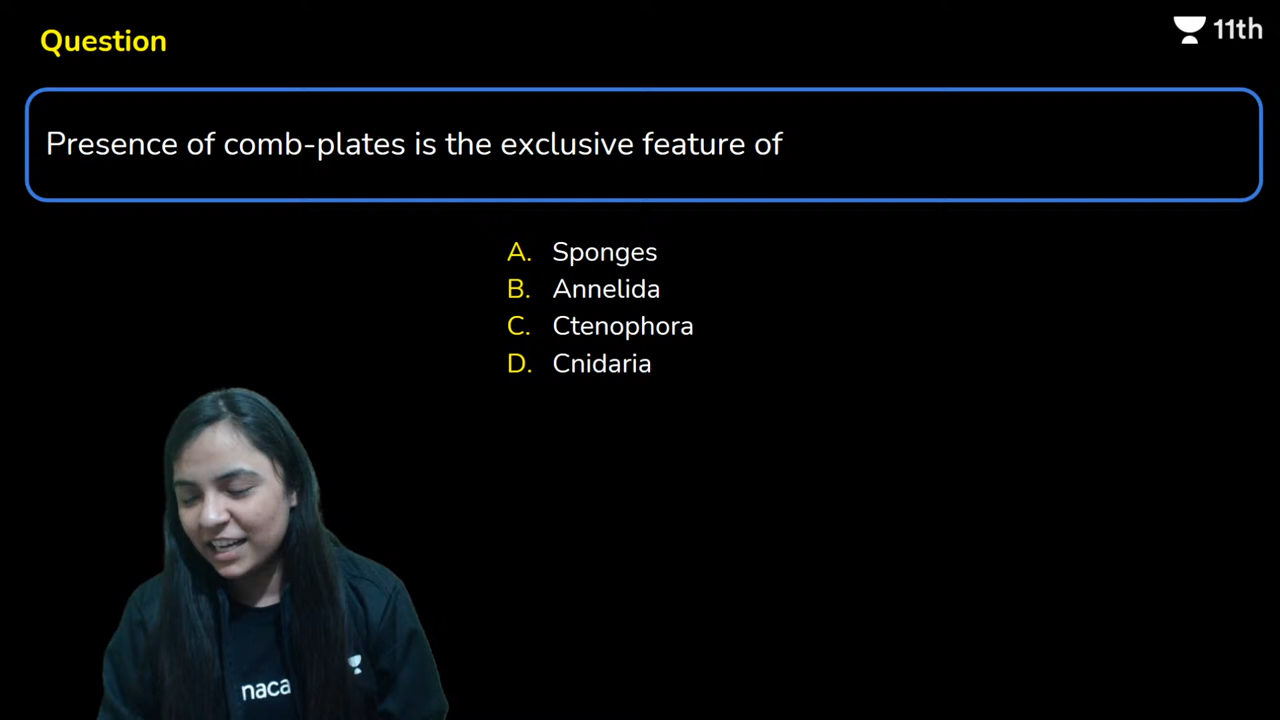 Question
11th
Presence of comb-plates is the exclusive feature of
A. Sponges
B. Annelida
C. Ctenophora
D. Cnidaria
naca